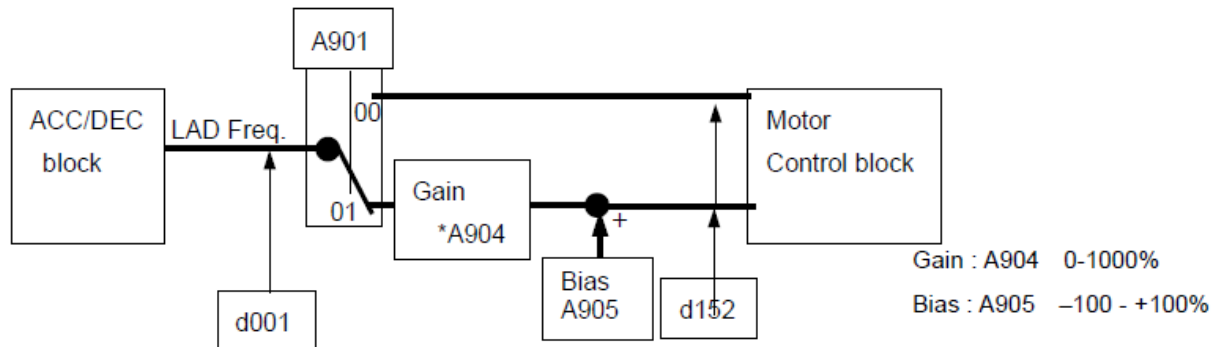 A901
ACC/DEC
block
LAD Freq.
00
01
Gain
*A904
+
Bias
A905
Motor
Control block
d001
d152
Gain : A904 0-1000%
Bias : A905 –100 - +100%